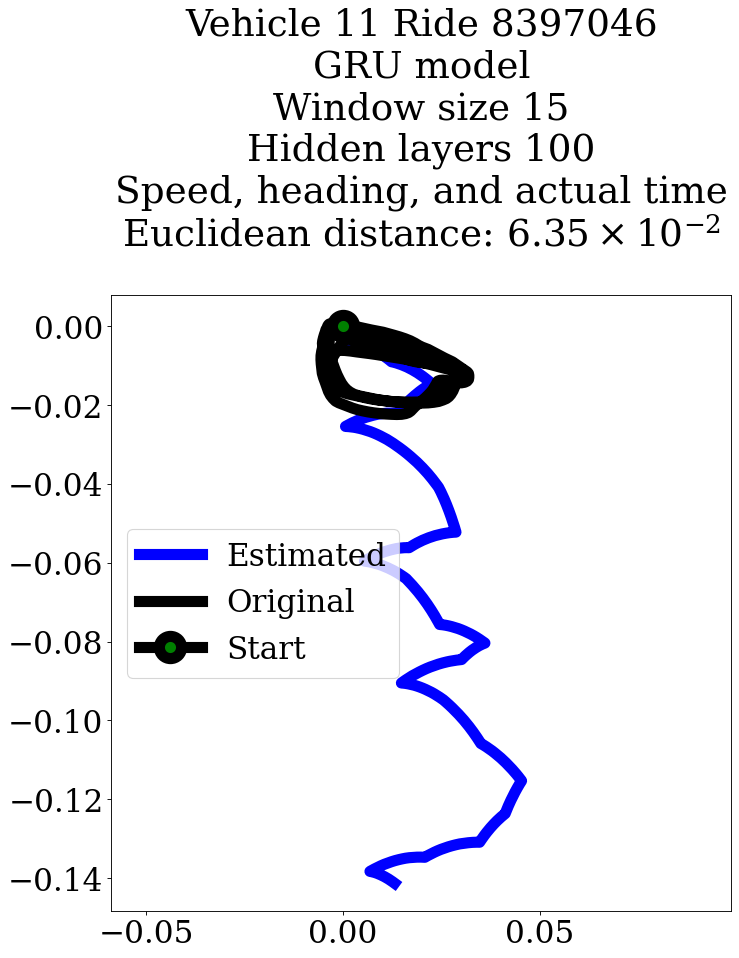 Vehicle 11 Ride 8397046
GRU model
Window size 15
Hidden layers 100
Speed, heading, and actual time
Euclidean distance: 6.35 × 10⁻²
0.00
−0.02
−0.04
−0.06
−0.08
−0.10
−0.12
−0.14
Estimated
Original
Start
−0.05
0.00
0.05